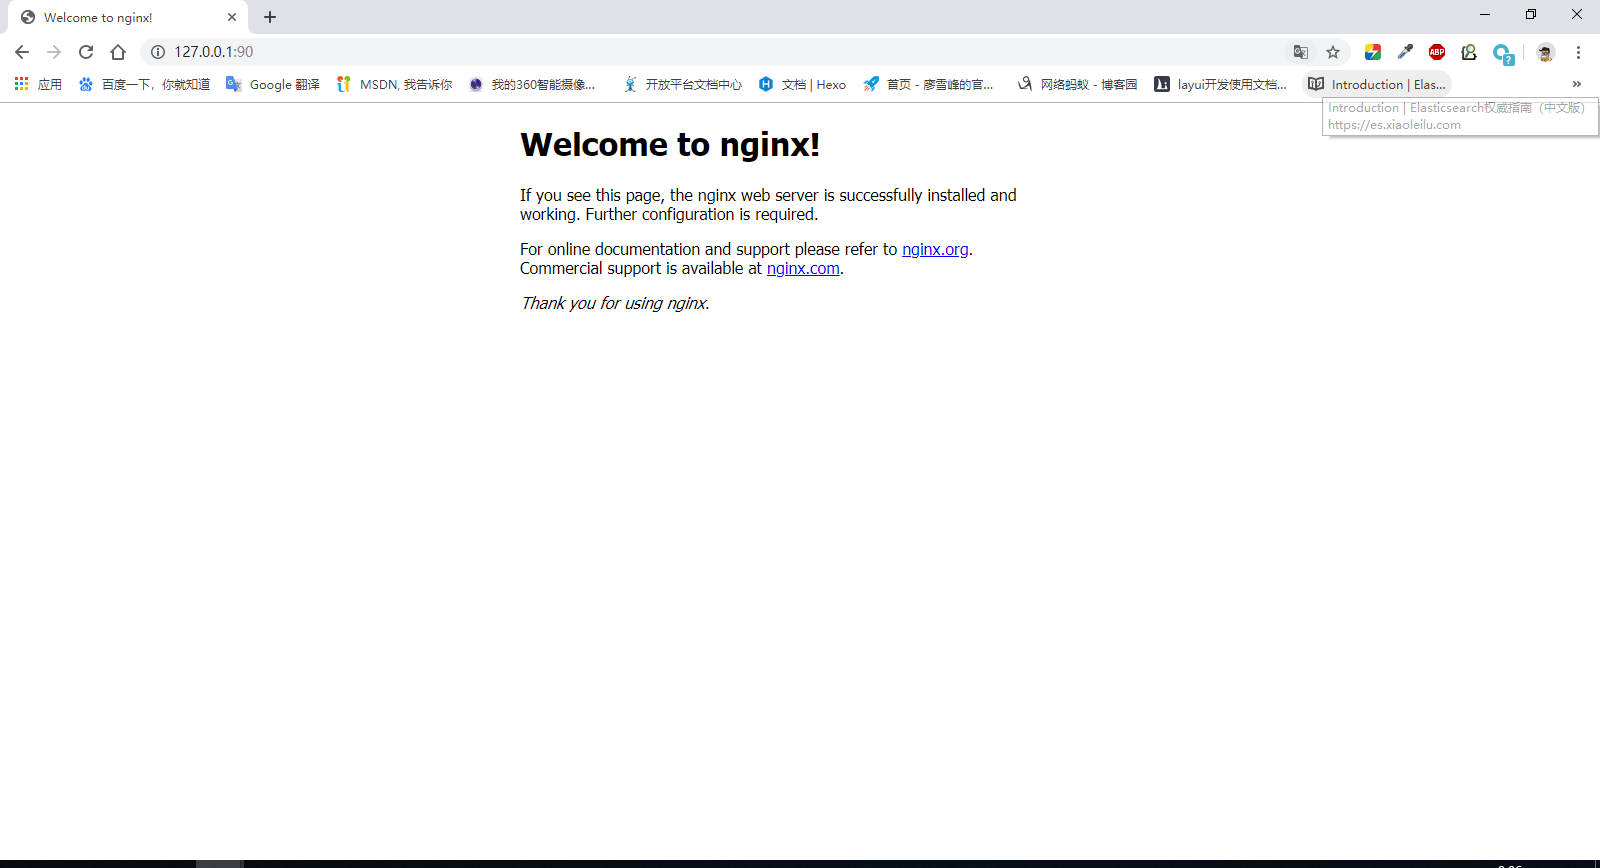 Welcome to nginx!
127.0.0.1:90
ABP
?
应用
百度一下，你就知道
Google 翻译
MSDN, 我告诉你
我的360智能摄像...
开放平台文档中心
文档 | Hexo
首页 - 廖雪峰的官...
网络蚂蚁 - 博客园
layui开发使用文档...
Introduction | Elas...
»
Introduction | Elasticsearch权威指南（中文版）
https://es.xiaoleilu.com
Welcome to nginx!
If you see this page, the nginx web server is successfully installed and
working. Further configuration is required.
For online documentation and support please refer to nginx.org.
Commercial support is available at nginx.com.
Thank you for using nginx.